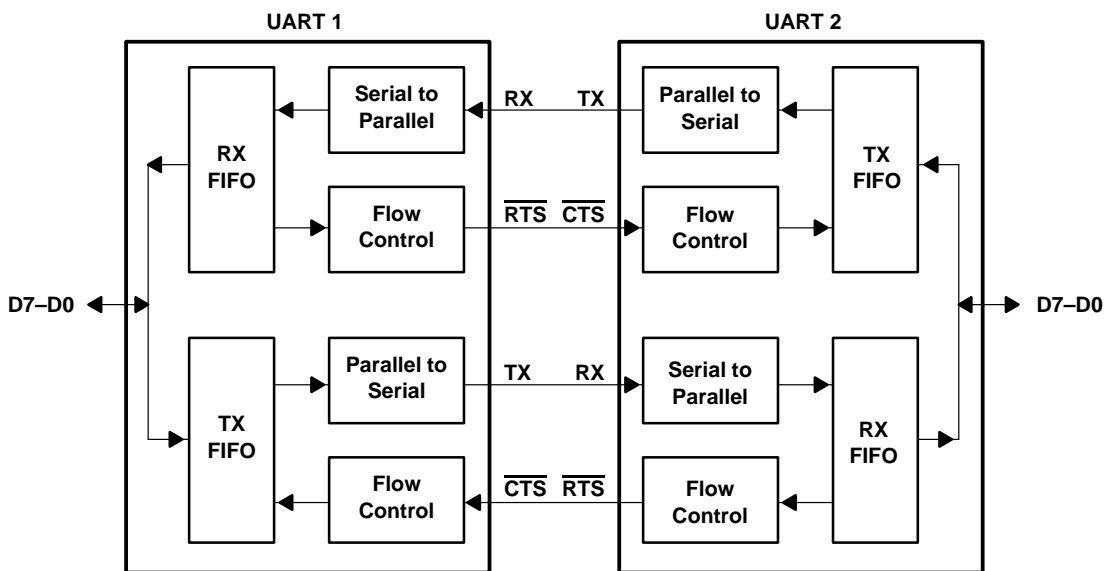 UART 1
UART 2
RX
FIFO
Serial to
Parallel
RX
TX
Parallel to
Serial
TX
FIFO
Flow
Control
RTS
CTS
Flow
Control
D7–D0
D7–D0
TX
FIFO
Parallel to
Serial
TX
RX
Serial to
Parallel
RX
FIFO
Flow
Control
CTS
RTS
Flow
Control